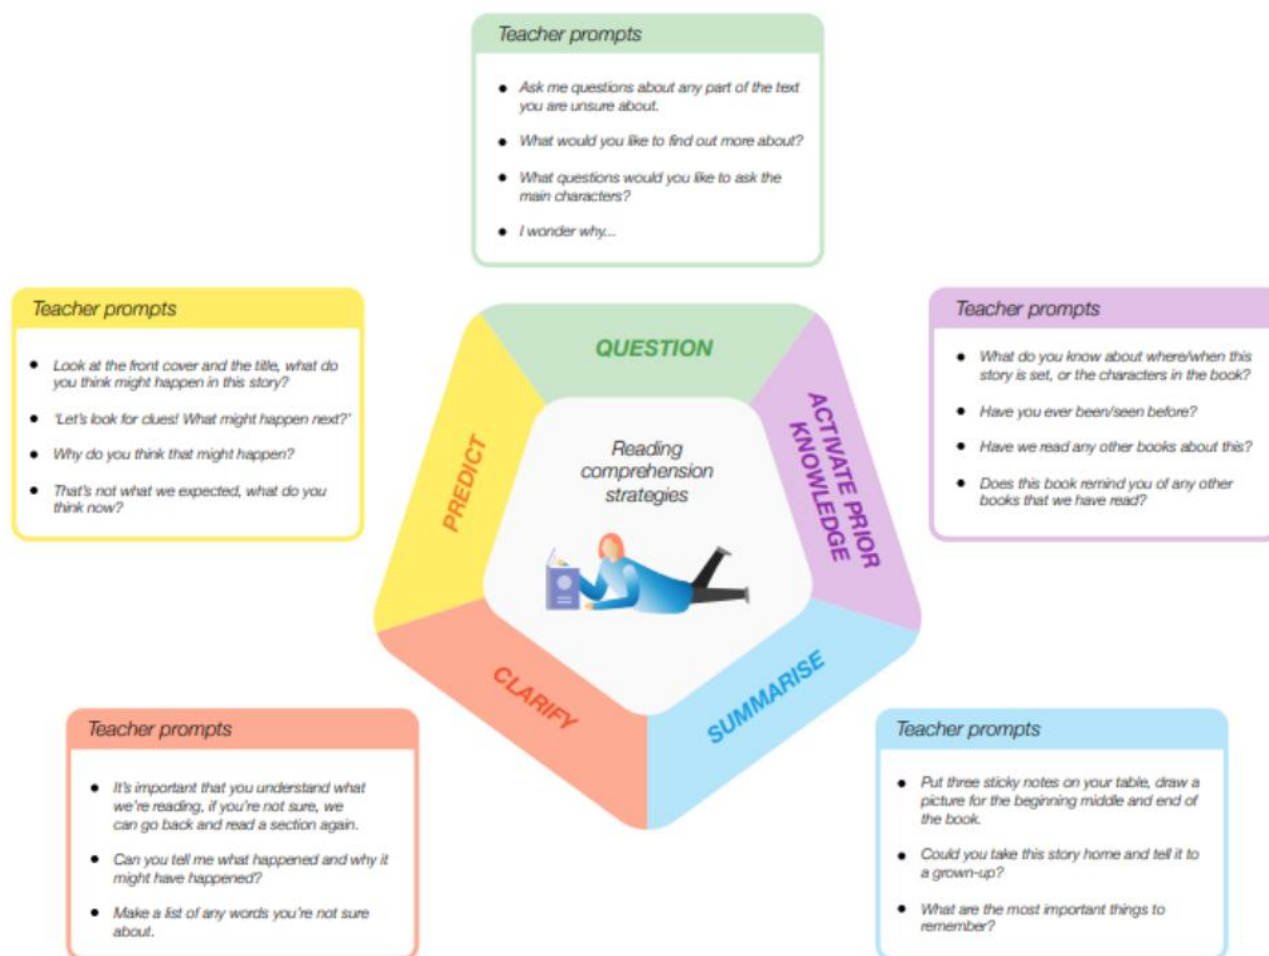 Teacher prompts
● Ask me questions about any part of the text
you are unsure about.
● What would you like to find out more about?
● What questions would you like to ask the
main characters?
● I wonder why...
Teacher prompts
● Look at the front cover and the title, what do
you think might happen in this story?
● 'Let's look for clues! What might happen next?'
● Why do you think that might happen?
● That's not what we expected, what do you
think now?
QUESTION
PREDICT
Reading
comprehension
strategies
ACTIVATE PRIOR
KNOWLEDGE
CLARIFY
SUMMARISE
Teacher prompts
● What do you know about where/when this
story is set, or the characters in the book?
● Have you ever been/seen before?
● Have we read any other books about this?
● Does this book remind you of any other
books that we have read?
Teacher prompts
● It's important that you understand what
we're reading, if you're not sure, we
can go back and read a section again.
● Can you tell me what happened and why it
might have happened?
● Make a list of any words you're not sure
about.
Teacher prompts
● Put three sticky notes on your table, draw a
picture for the beginning middle and end of
the book.
● Could you take this story home and tell it to
a grown-up?
● What are the most important things to
remember?